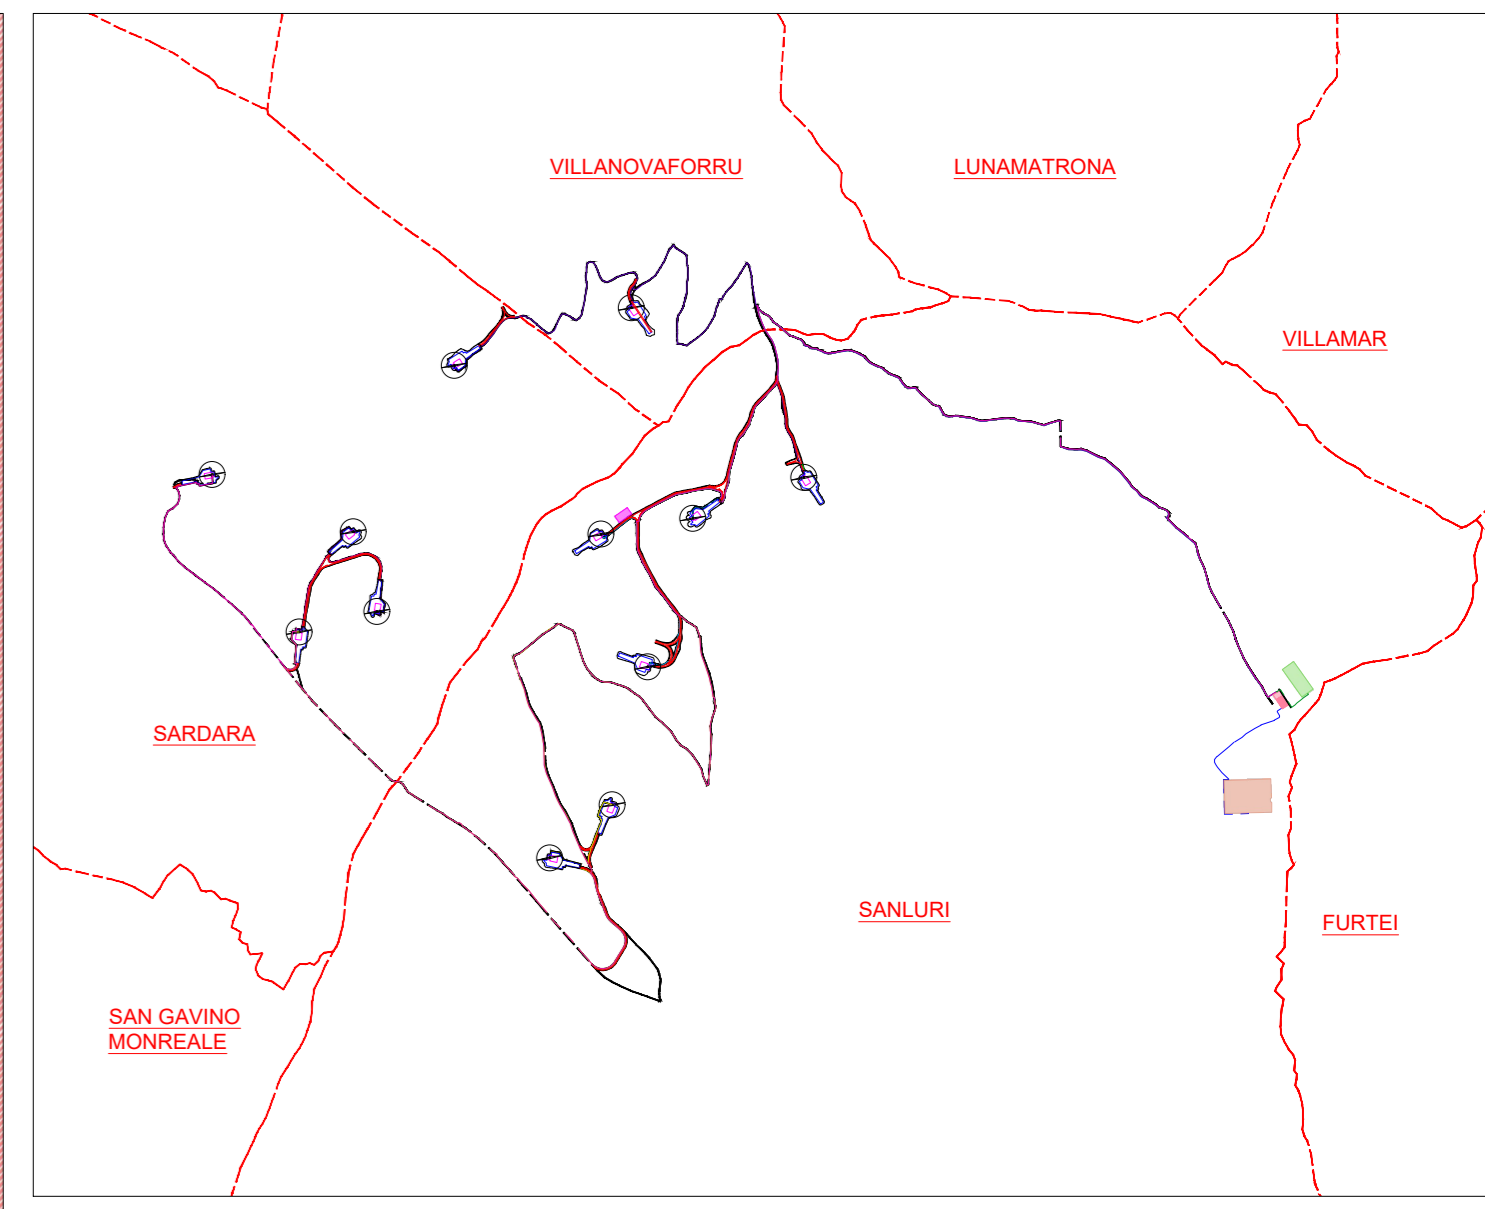 VILLANOVAFORRU
LUNAMATRONA
VILLAMAR
SARDARA
SANLURI
FURTEI
SAN GAVINO
MONREALE